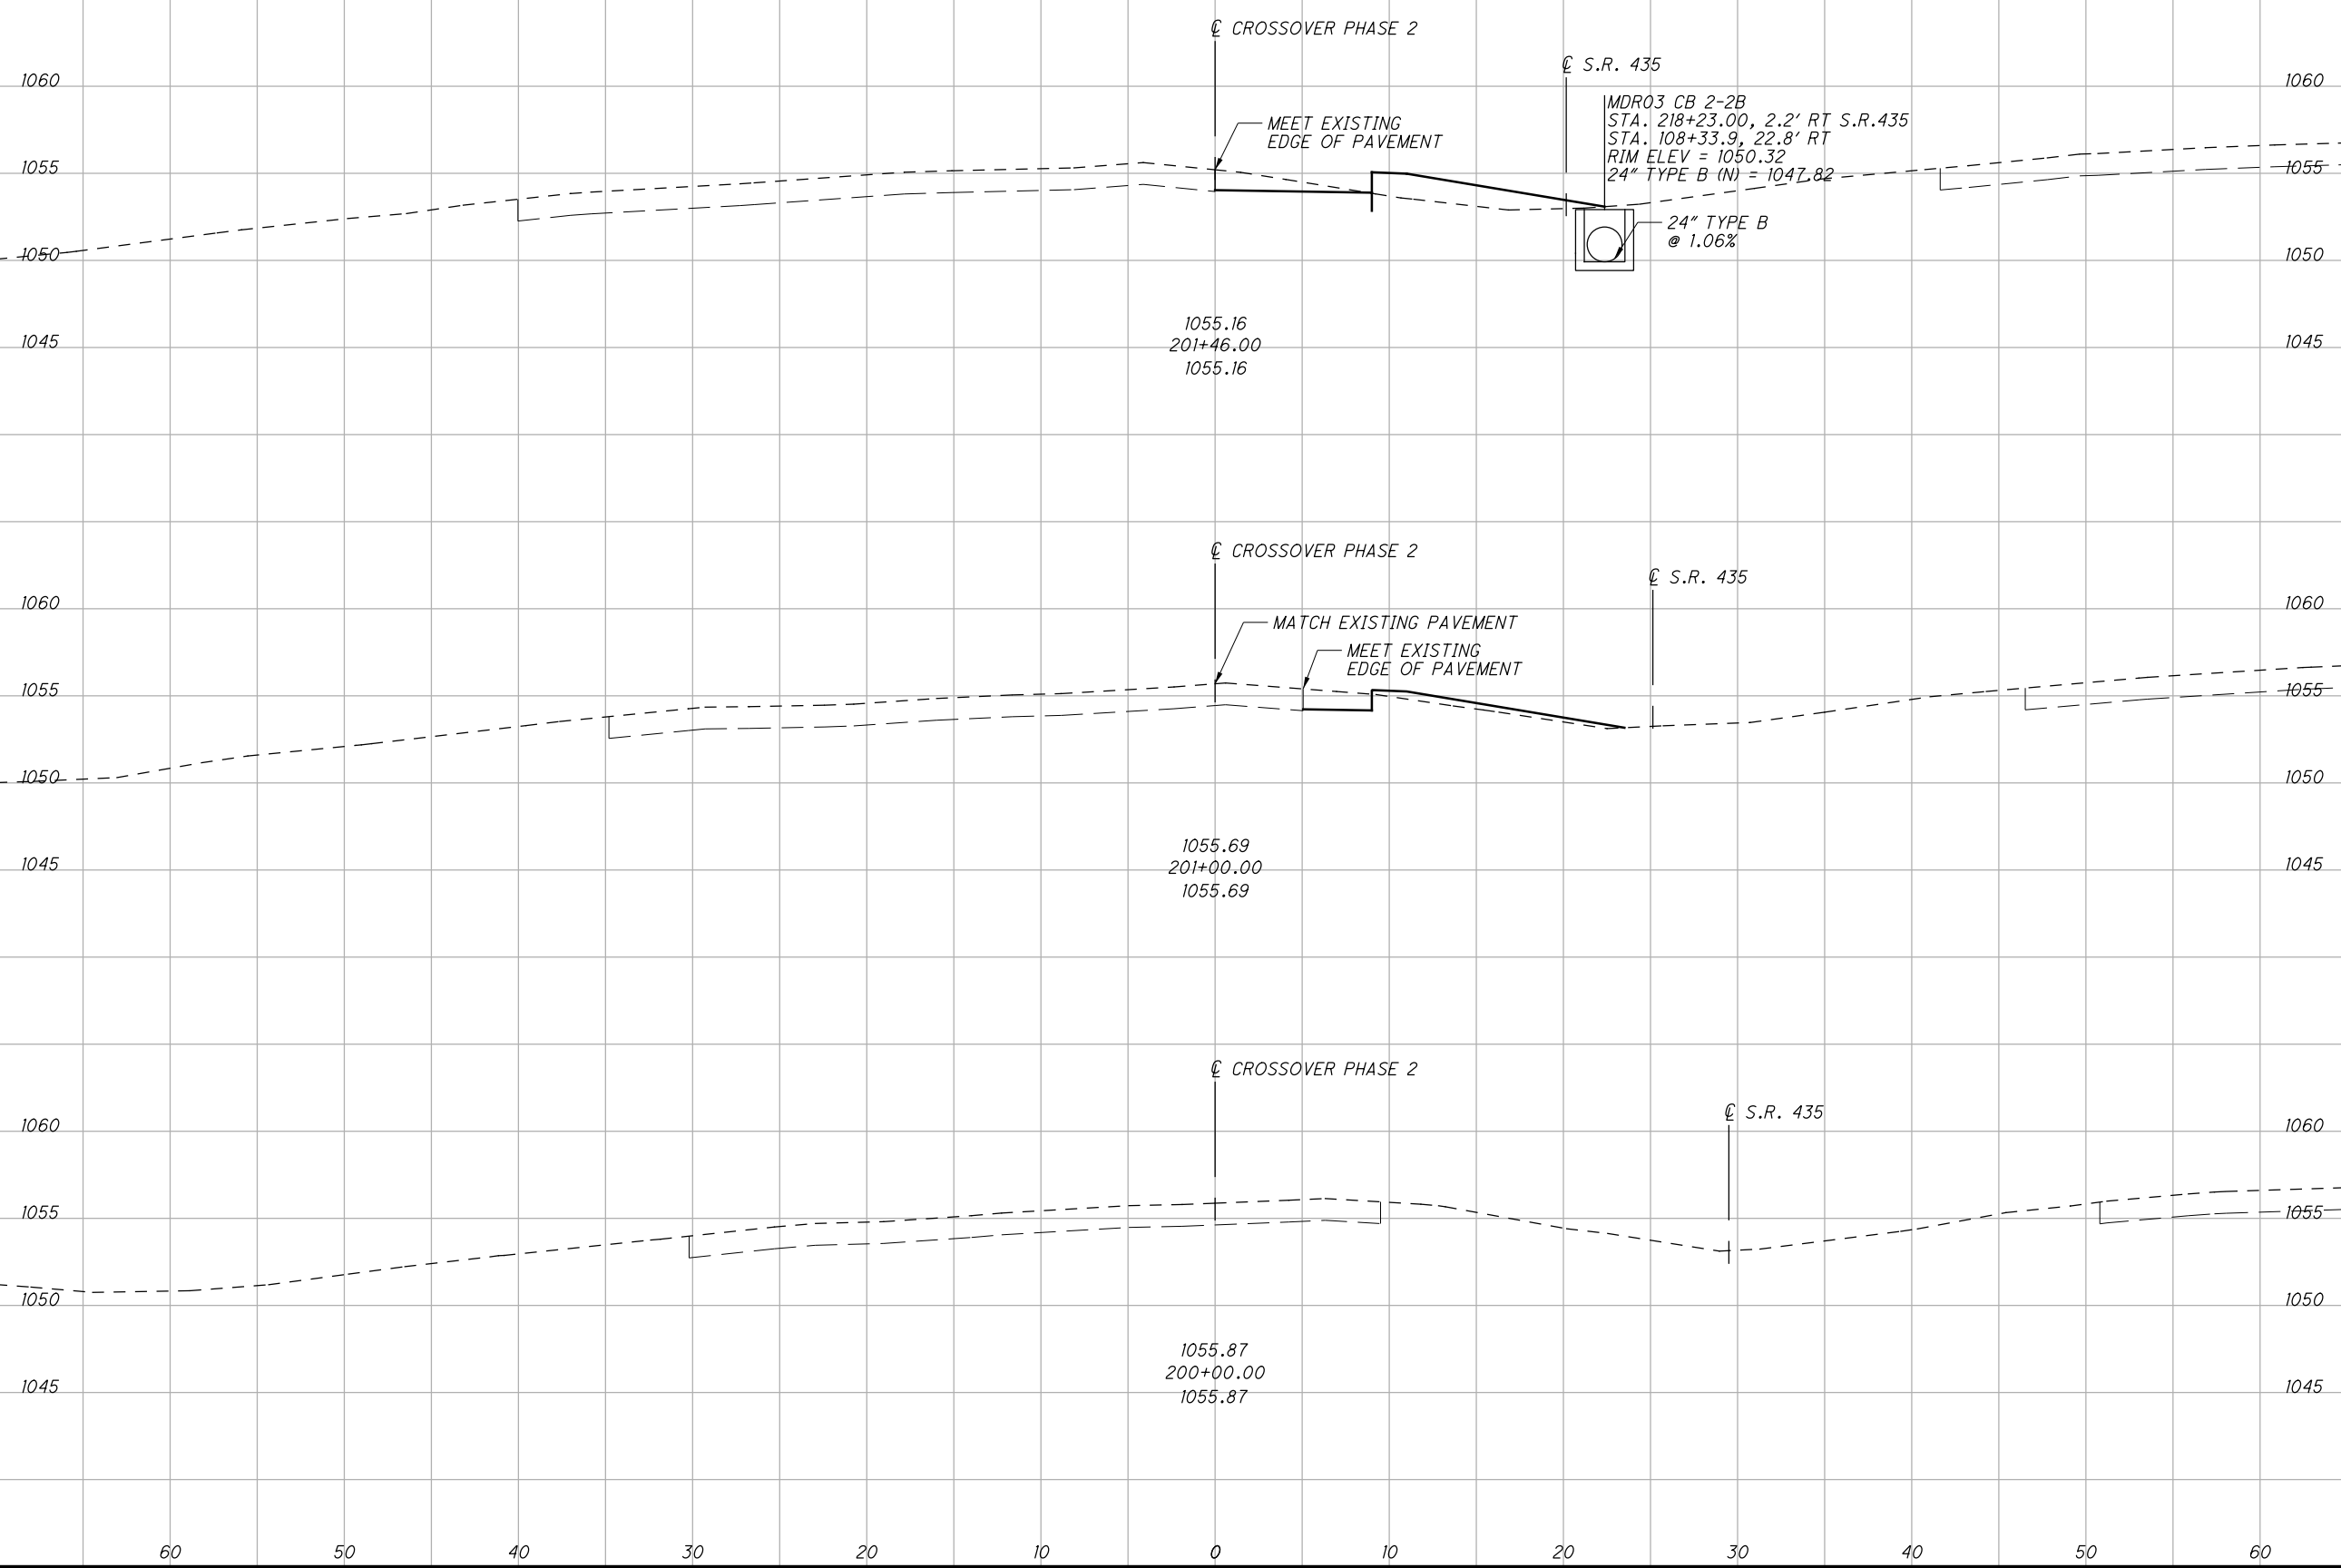 ℄ CROSSOVER PHASE 2
℄ S.R. 435
1060
1060
MDR03 CB 2-2B
STA. 218+23.00, 2.2' RT S.R.435
STA. 108+33.9, 22.8' RT
RIM ELEV = 1050.32
24" TYPE B (N) = 1047.82
MEET EXISTING
EDGE OF PAVEMENT
1055
1055
24" TYPE B
@ 1.06%
1050
1050
1045
1045
1055.16
201+46.00
1055.16
℄ CROSSOVER PHASE 2
℄ S.R. 435
1060
1060
MATCH EXISTING PAVEMENT
MEET EXISTING
EDGE OF PAVEMENT
1055
1055
1050
1050
1045
1045
1055.69
201+00.00
1055.69
℄ CROSSOVER PHASE 2
℄ S.R. 435
1060
1060
1055
1055
1050
1050
1045
1045
1055.87
200+00.00
1055.87
60 50 40 30 20 10 0 10 20 30 40 50 60